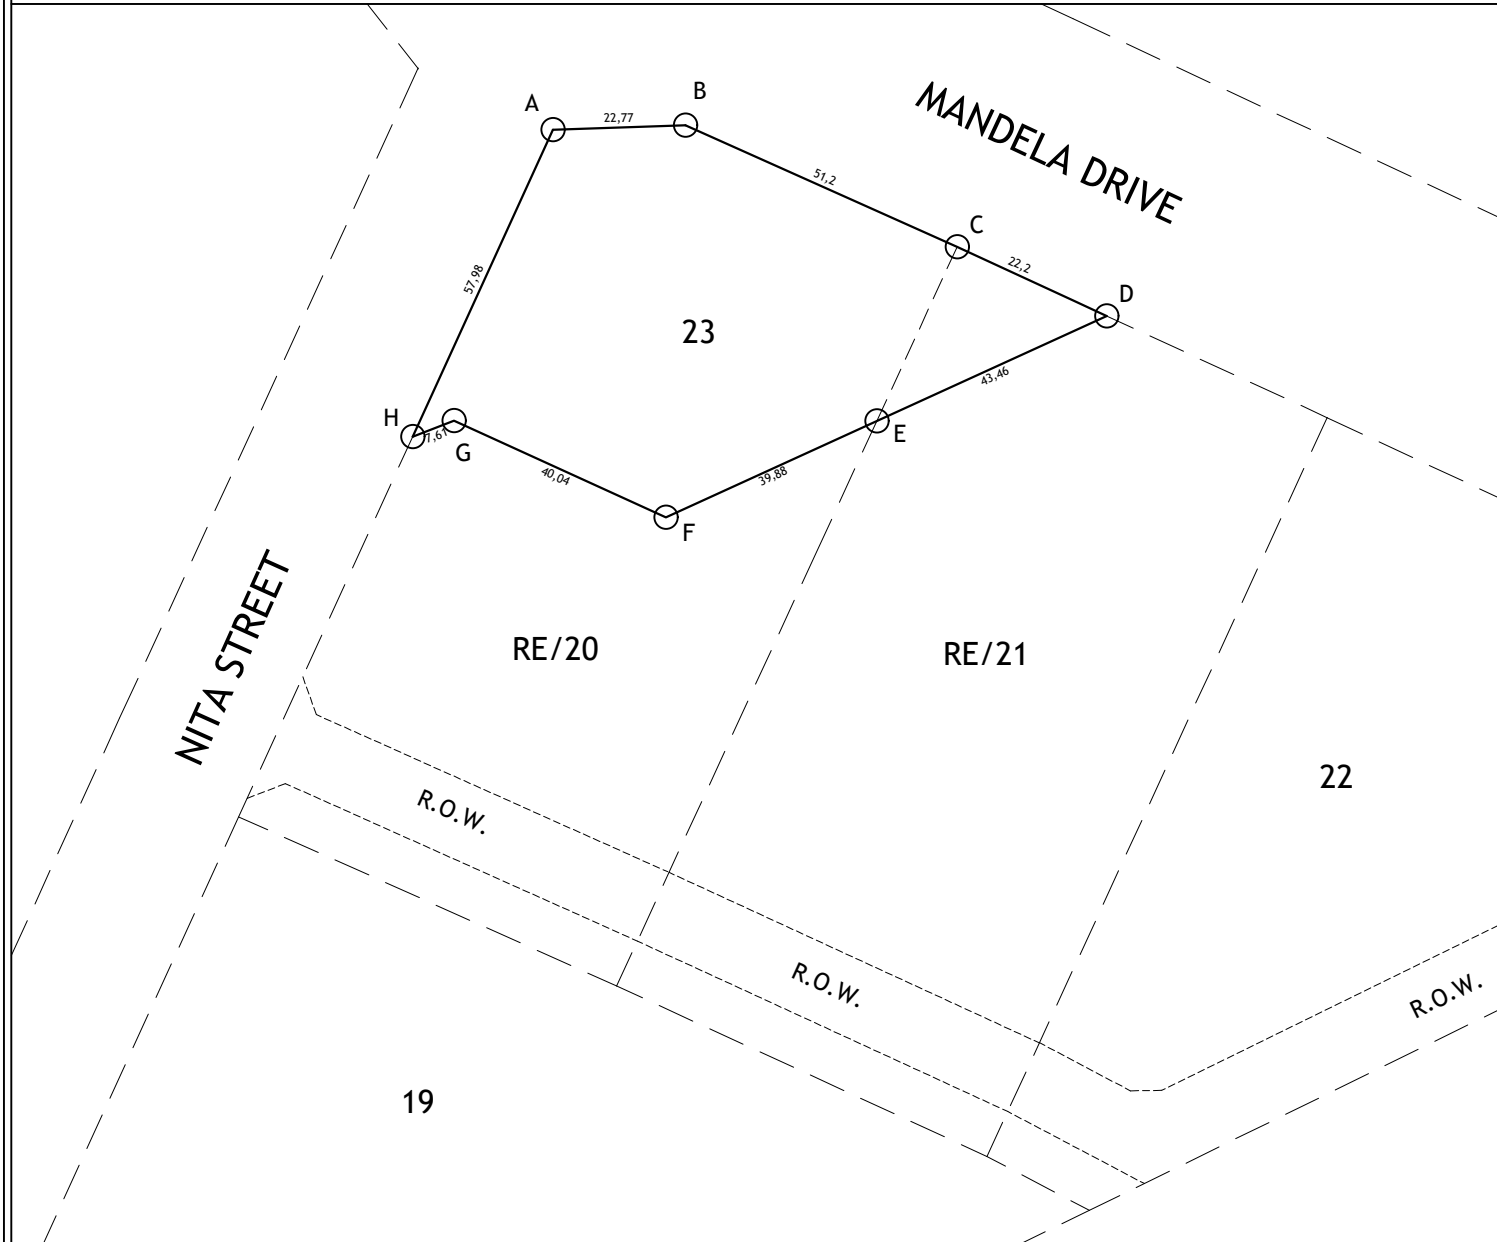 B
A
22,77
MANDELA DRIVE
51,2
C
22,2
57,98
D
23
43,46
H
7,61
G
E
40,04
39,88
F
NITA STREET
RE/20
RE/21
22
R.O.W.
R.O.W.
R.O.W.
19